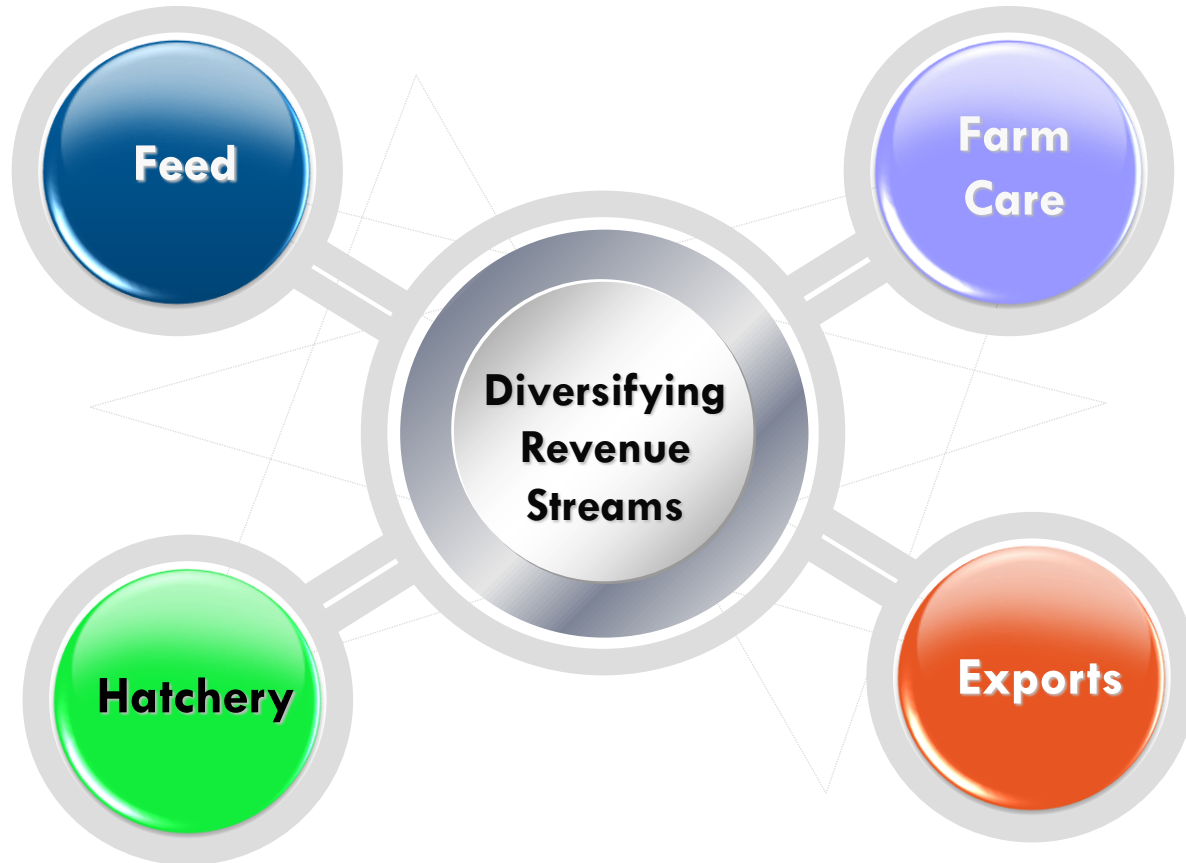 Feed
Farm
Care
Diversifying
Revenue
Streams
Hatchery
Exports